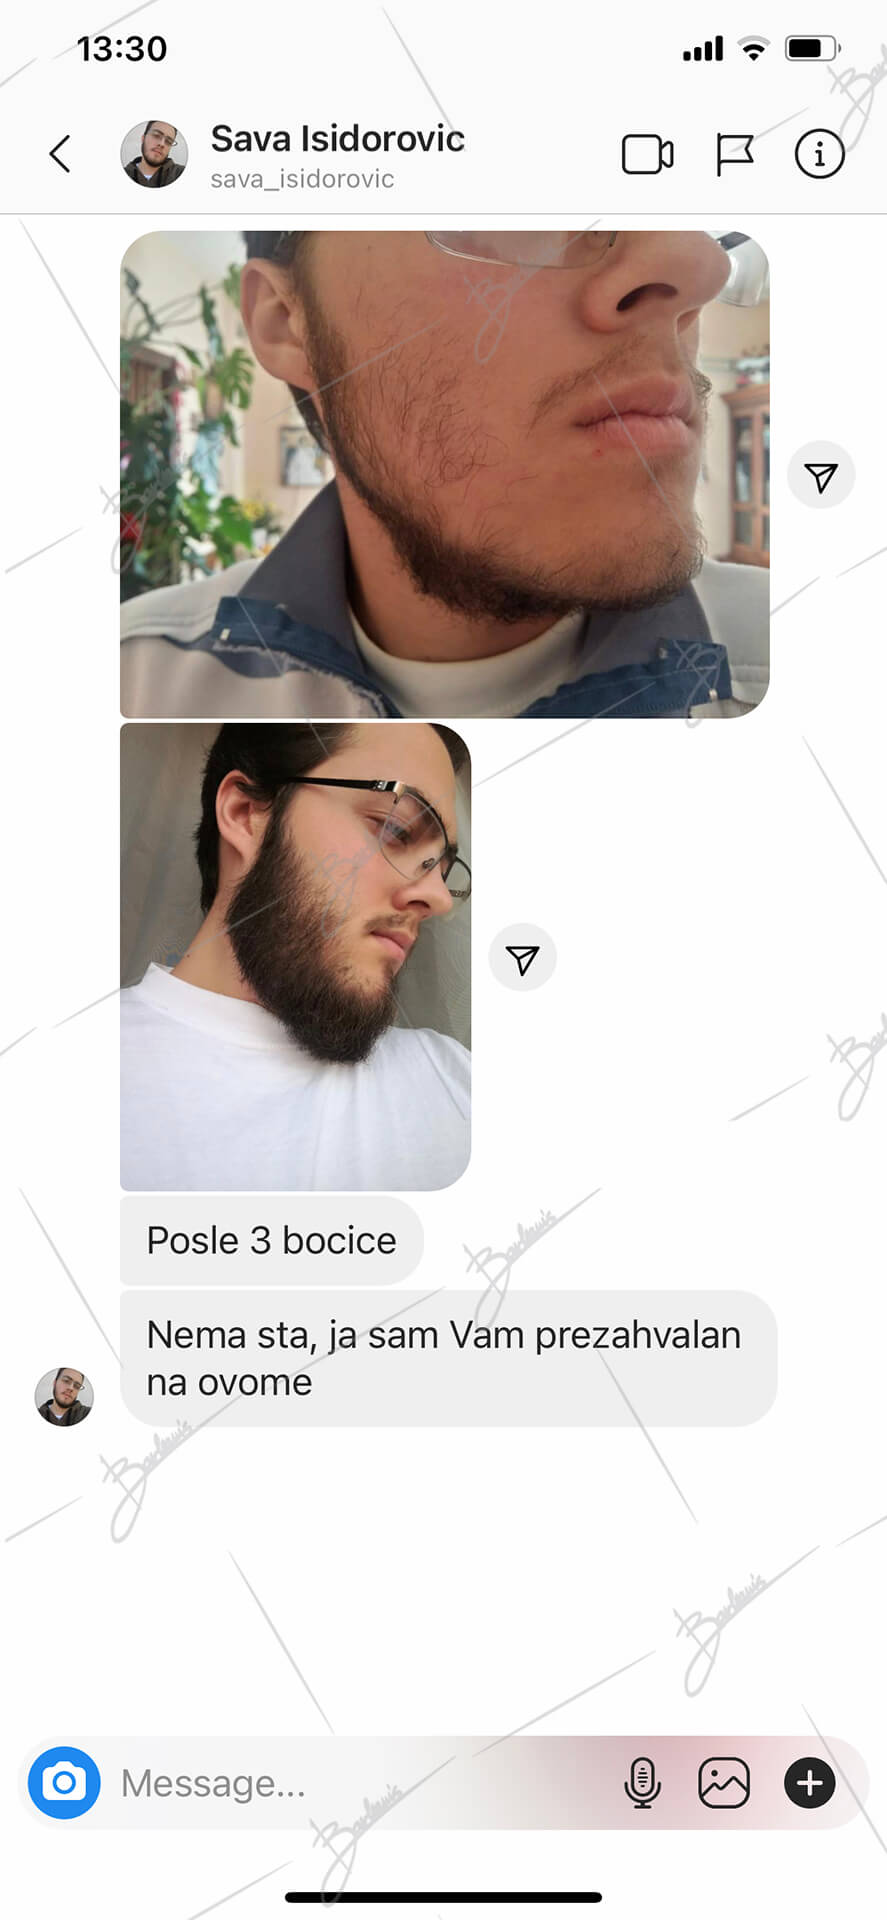 13:30
Sava Isidorovic
sava_isidorovic
Posle 3 bocice
Nema sta, ja sam Vam prezahvalan
na ovome
Message...